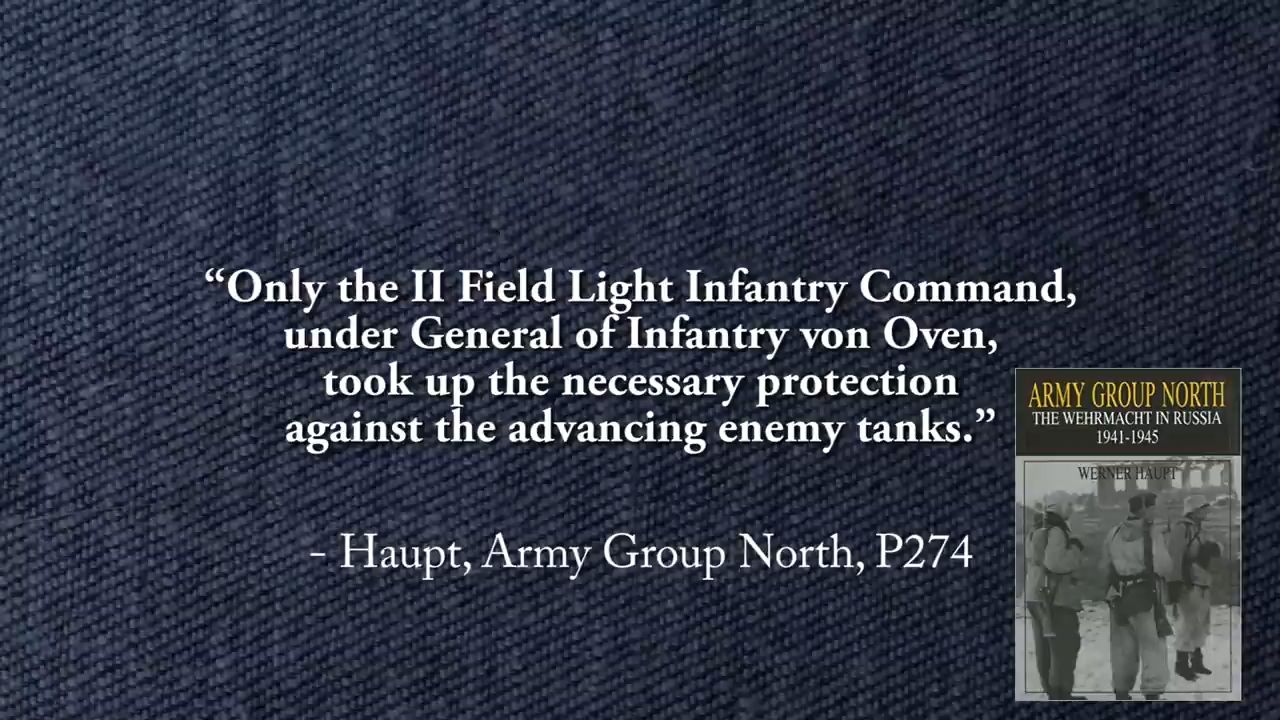 “Only the II Field Light Infantry Command,
under General of Infantry von Oven,
took up the necessary protection
against the advancing enemy tanks.”
- Haupt, Army Group North, P274
ARMY GROUP NORTH
THE WEHRMACHT IN RUSSIA
1941-1945
WERNER HAUPT